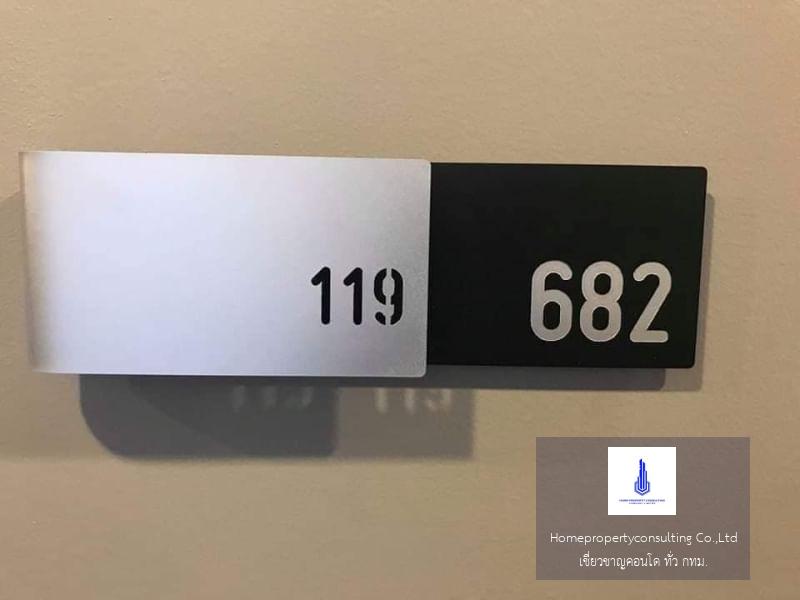 119
682
Homepropertyconsulting Co.,Ltd
เชี่ยวชาญคอนโด ทั่ว กทม.